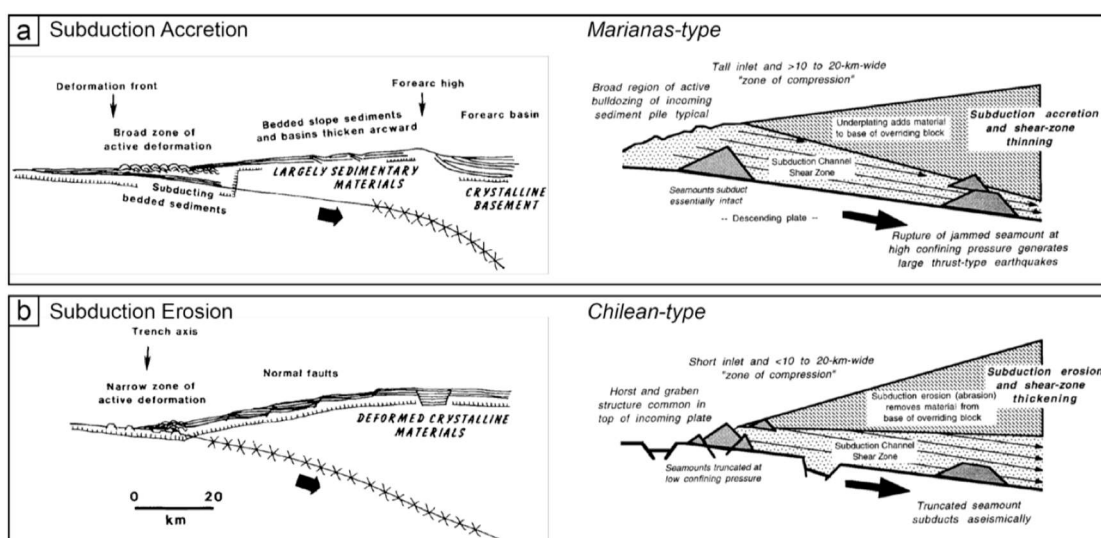 a Subduction Accretion
Deformation front
Broad zone of
active deformation
Bedded slope sediments
and basins thicken arcward
Forearc high
Forearc basin
LARGELY SEDIMENTARY
MATERIALS
Subducting
bedded sediments
CRYSTALLINE
BASEMENT
Marianas-type
Tall inlet and >10 to 20-km-wide
"zone of compression"
Broad region of active
bulldozing of incoming
sediment pile typical
Underplating adds material
to base of overriding block
Subduction accretion
and shear-zone
thinning
Subduction Channel
Shear Zone
Seamounts subduct
essentially intact
-- Descending plate --
Rupture of jammed seamount at
high confining pressure generates
large thrust-type earthquakes
b Subduction Erosion
Trench axis
Narrow zone of
active deformation
Normal faults
DEFORMED CRYSTALLINE
MATERIALS
0 20
km
Chilean-type
Short inlet and <10 to 20-km-wide
"zone of compression"
Horst and graben
structure common in
top of incoming plate
Subduction erosion (abrasion)
removes material from
base of overriding block
Subduction erosion
and shear-zone
thickening
Subduction Channel
Shear Zone
Seamounts truncated at
low confining pressure
Truncated seamount
subducts aseismically